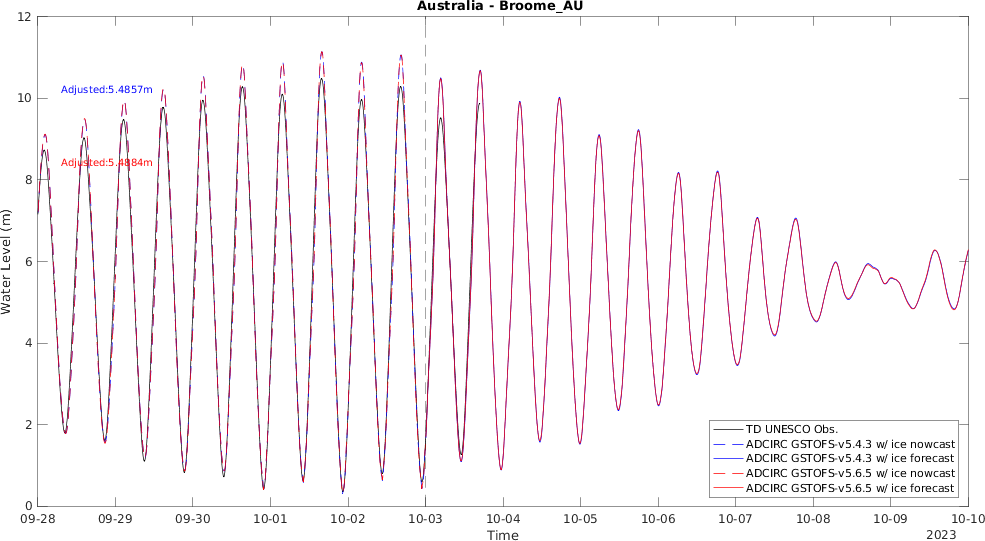 Australia - Broome_AU
12
10
8
6
4
2
0
Water Level (m)
Adjusted:5.4857m
Adjusted:5.4884m
TD UNESCO Obs.
ADCIRC GSTOFS-v5.4.3 w/ ice nowcast
ADCIRC GSTOFS-v5.4.3 w/ ice forecast
ADCIRC GSTOFS-v5.6.5 w/ ice nowcast
ADCIRC GSTOFS-v5.6.5 w/ ice forecast
09-28 09-29 09-30 10-01 10-02 10-03 10-04 10-05 10-06 10-07 10-08 10-09 10-10
Time
2023